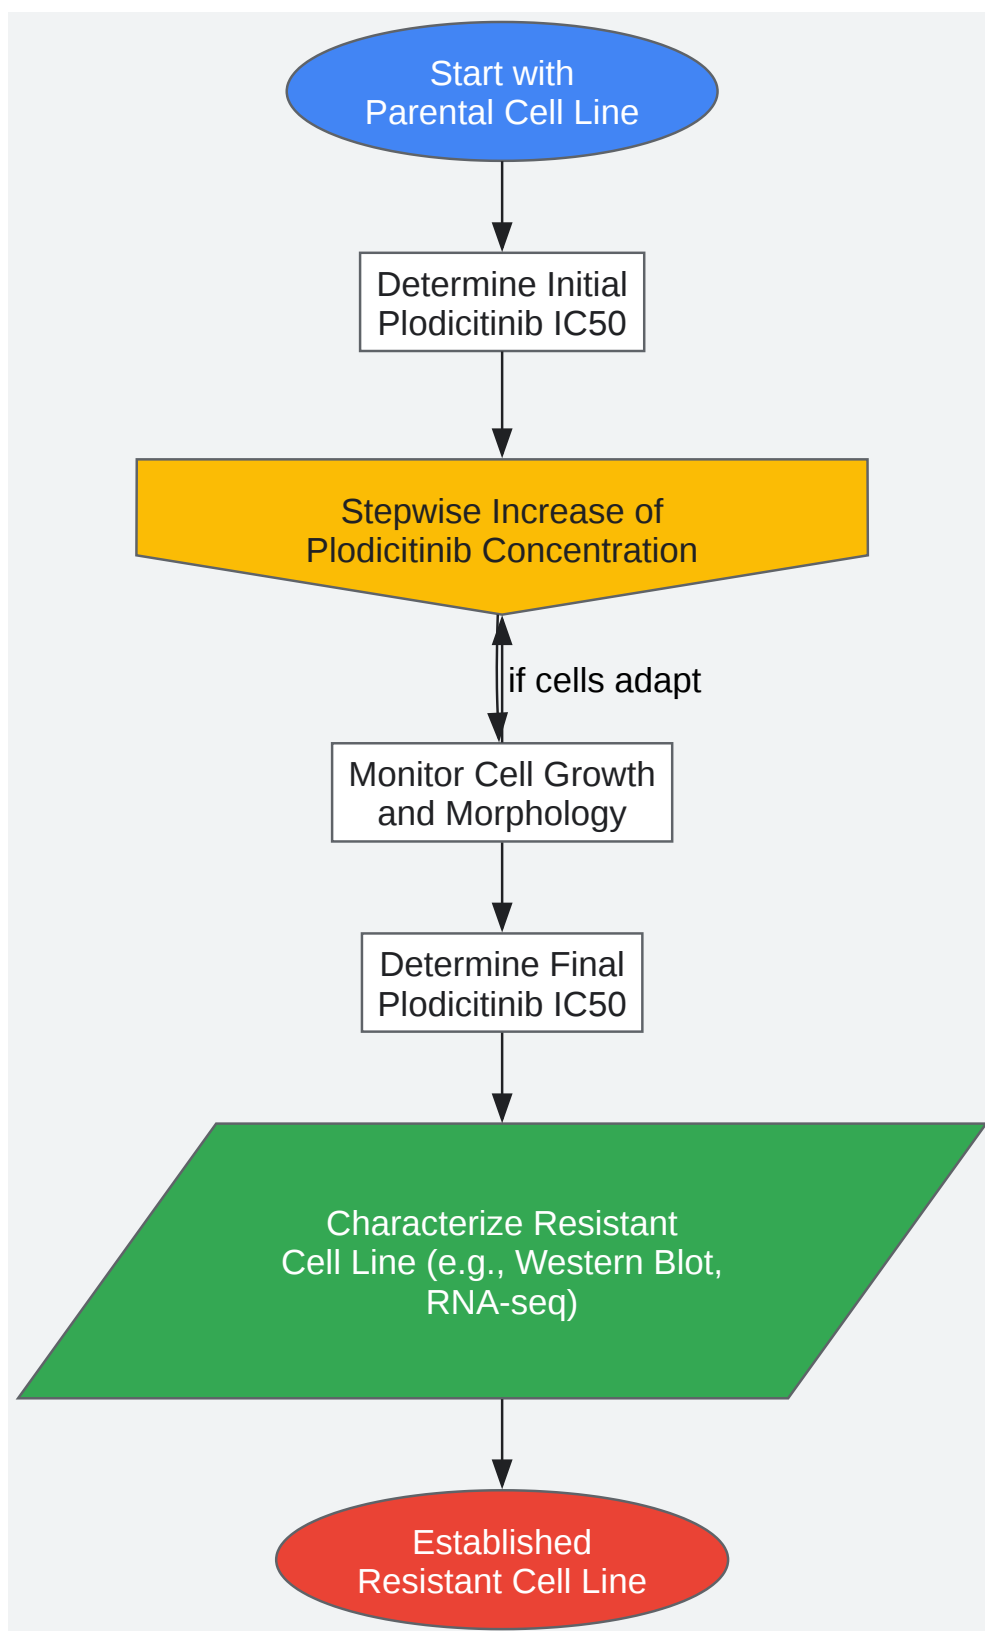 Start with
Parental Cell Line
Determine Initial
Plodicitinib IC50
Stepwise Increase of
Plodicitinib Concentration
if cells adapt
Monitor Cell Growth
and Morphology
Determine Final
Plodicitinib IC50
Characterize Resistant
Cell Line (e.g., Western Blot,
RNA-seq)
Established
Resistant Cell Line